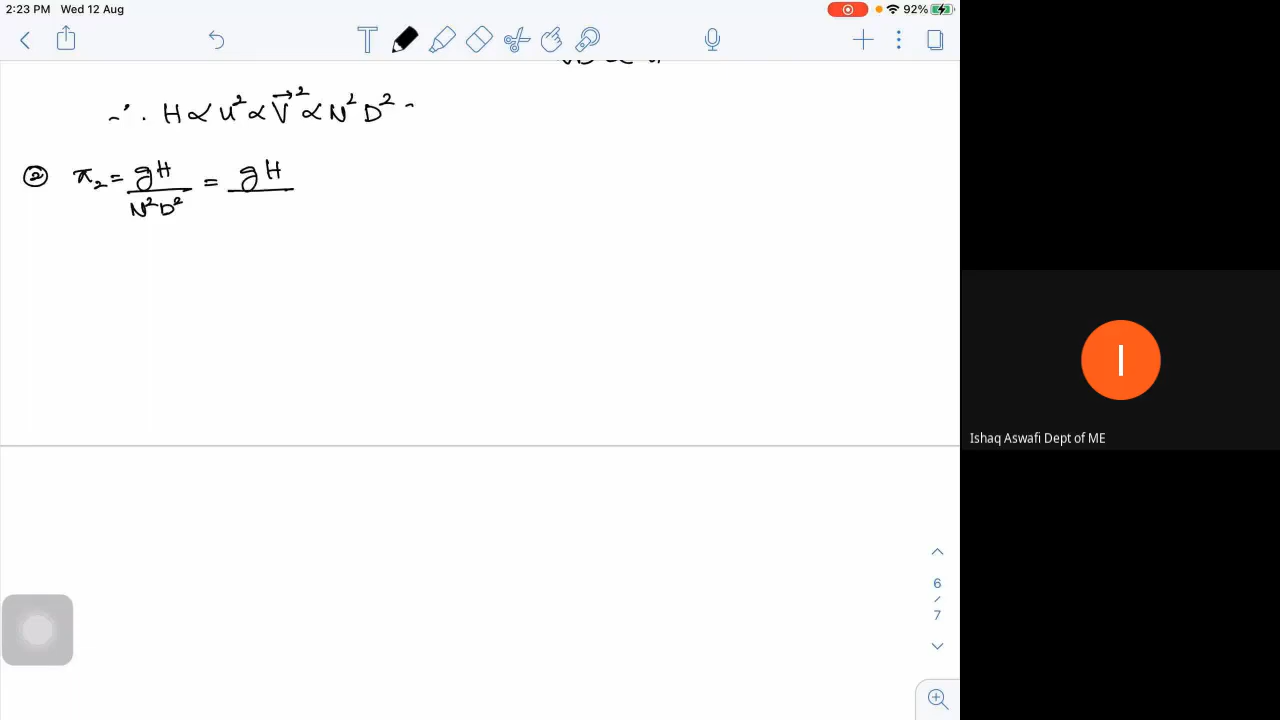 2:23 PM Wed 12 Aug
92%
∴ H ∝ u² ∝ V⃗² ∝ N² D²
② π₂ = gH / N²D² = gH /
I
Ishaq Aswafi Dept of ME
6
/
7